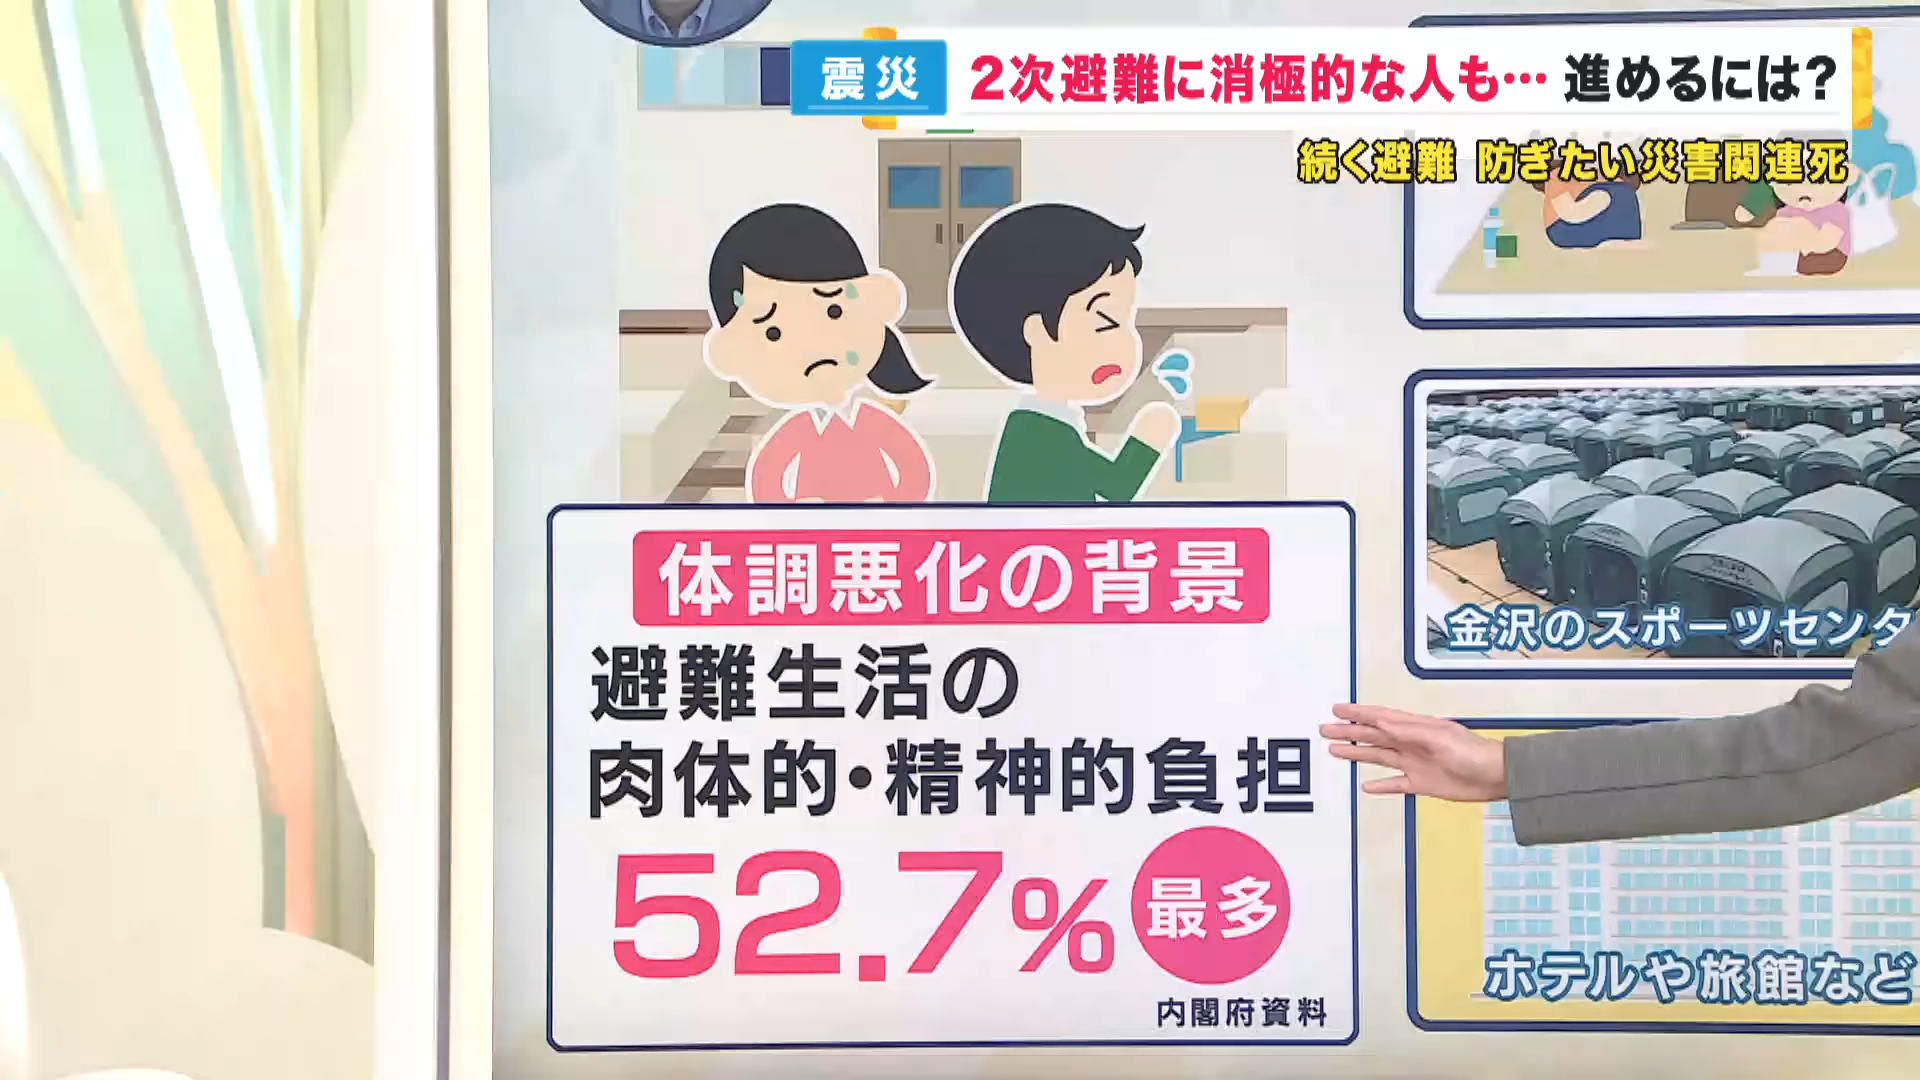 震災
2次避難に消極的な人も… 進めるには?
続く避難 防ぎたい災害関連死
体調悪化の背景
避難生活の
肉体的・精神的負担
52.7% 最多
内閣府資料
金沢のスポーツセンタ
ホテルや旅館など